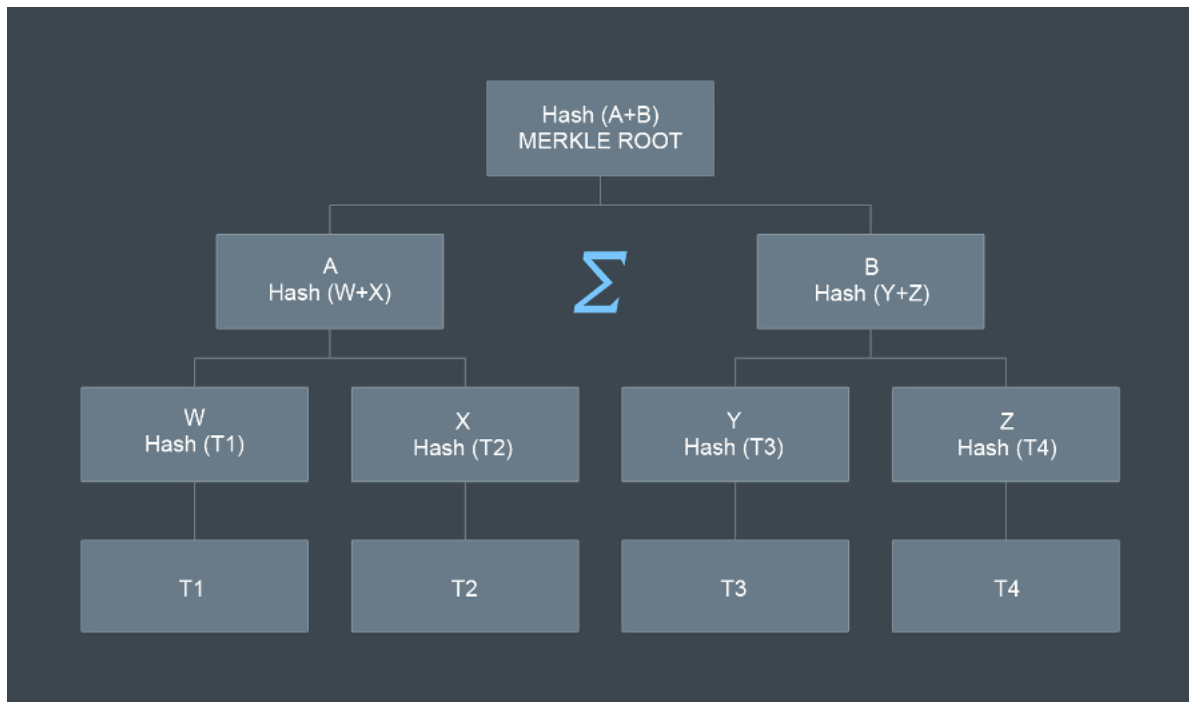 Hash (A+B)
MERKLE ROOT
A
Hash (W+X)
Σ
B
Hash (Y+Z)
W
Hash (T1)
X
Hash (T2)
Y
Hash (T3)
Z
Hash (T4)
T1
T2
T3
T4